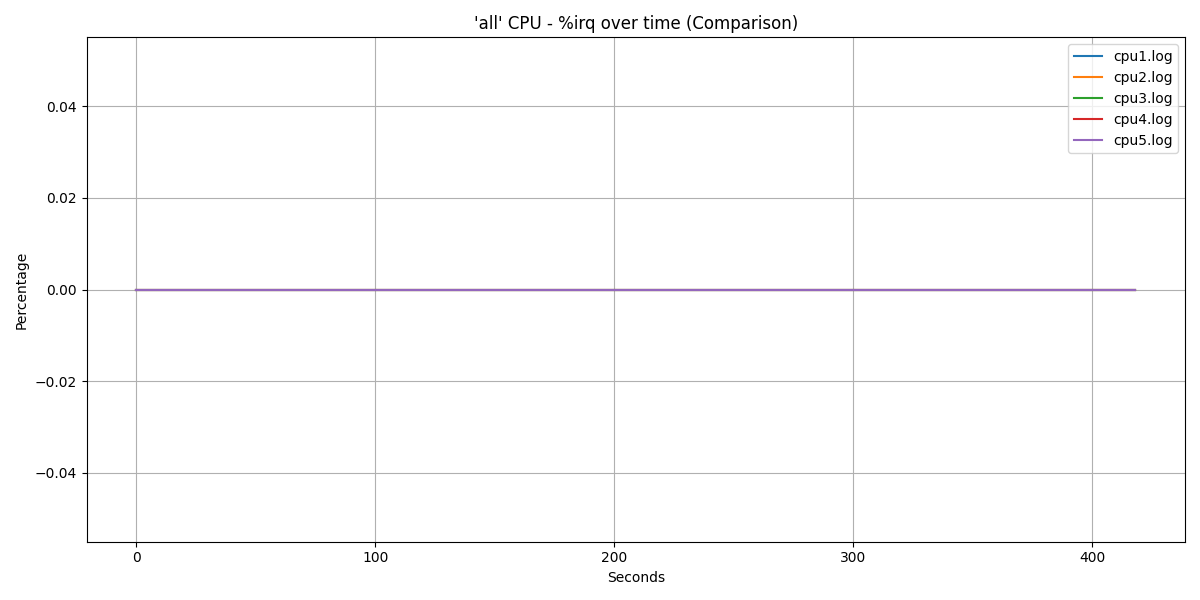 'all' CPU - %irq over time (Comparison)
cpu1.log
cpu2.log
cpu3.log
cpu4.log
cpu5.log
Percentage
0.04
0.02
0.00
−0.02
−0.04
0 100 200 300 400
Seconds